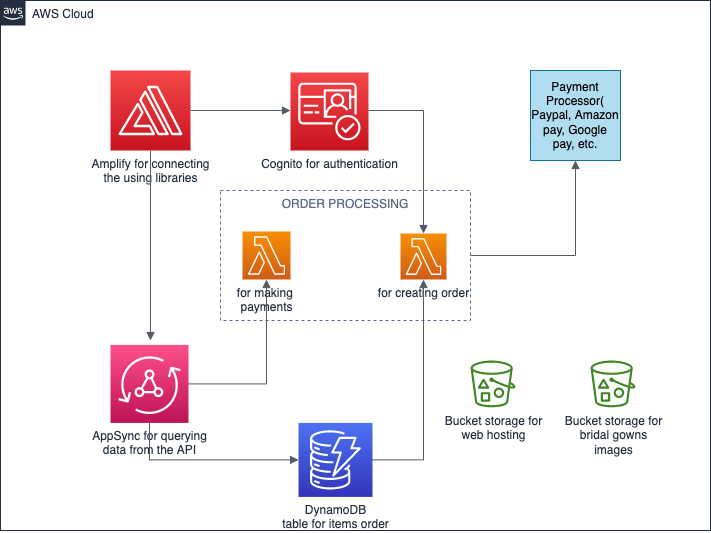 aws
AWS Cloud
Amplify for connecting
the using libraries
Cognito for authentication
Payment
Processor(
Paypal, Amazon
pay, Google
pay, etc.
ORDER PROCESSING
for making
payments
for creating order
AppSync for querying
data from the API
Bucket storage for
web hosting
Bucket storage for
bridal gowns
images
DynamoDB
table for items order